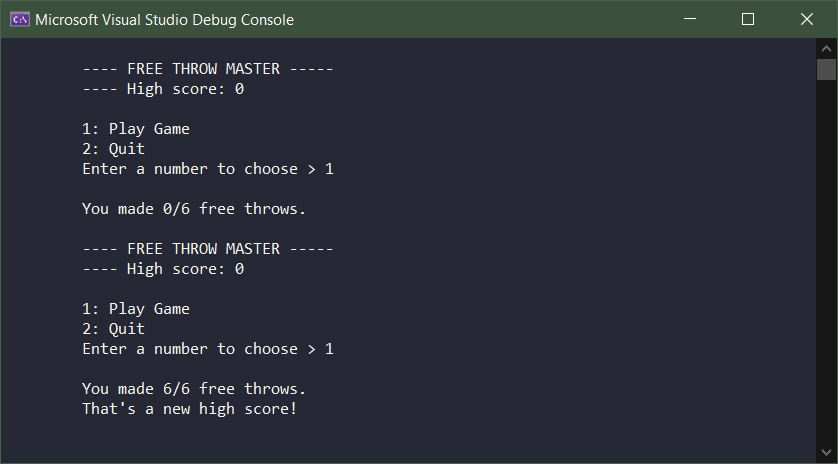 Microsoft Visual Studio Debug Console
---- FREE THROW MASTER -----
---- High score: 0
1: Play Game
2: Quit
Enter a number to choose > 1
You made 0/6 free throws.
---- FREE THROW MASTER -----
---- High score: 0
1: Play Game
2: Quit
Enter a number to choose > 1
You made 6/6 free throws.
That's a new high score!